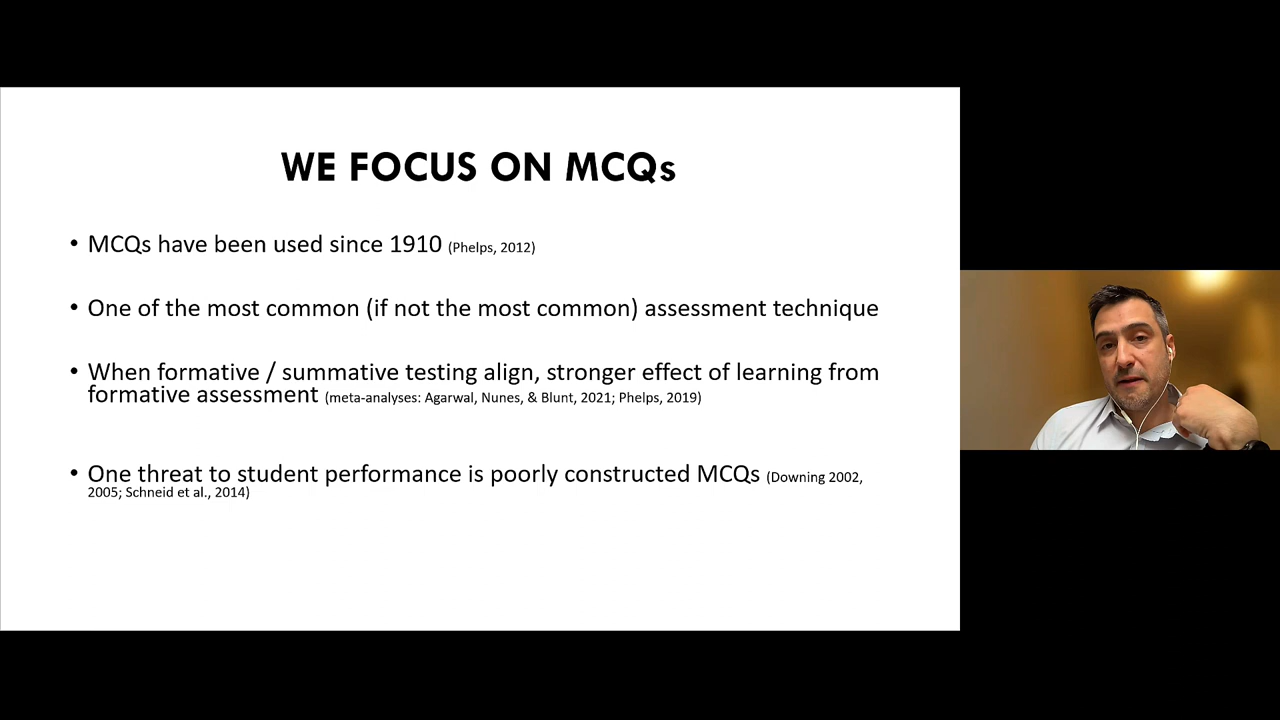 WE FOCUS ON MCQs
• MCQs have been used since 1910 (Phelps, 2012)
• One of the most common (if not the most common) assessment technique
• When formative / summative testing align, stronger effect of learning from
formative assessment (meta-analyses: Agarwal, Nunes, & Blunt, 2021; Phelps, 2019)
• One threat to student performance is poorly constructed MCQs (Downing 2002,
2005; Schneid et al., 2014)